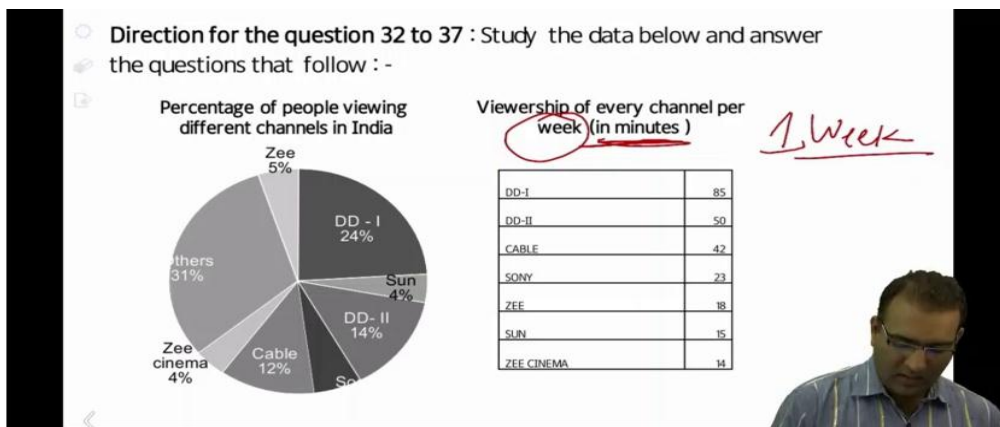 Direction for the question 32 to 37 : Study the data below and answer
the questions that follow : -
Percentage of people viewing
different channels in India
Viewership of every channel per
week (in minutes )
1 Week
Zee
5%
DD - I
24%
thers
31%
Sun
4%
DD- II
14%
Zee
cinema
4%
Cable
12%
So
DD-I 85
DD-II 50
CABLE 42
SONY 23
ZEE 18
SUN 15
ZEE CINEMA 14